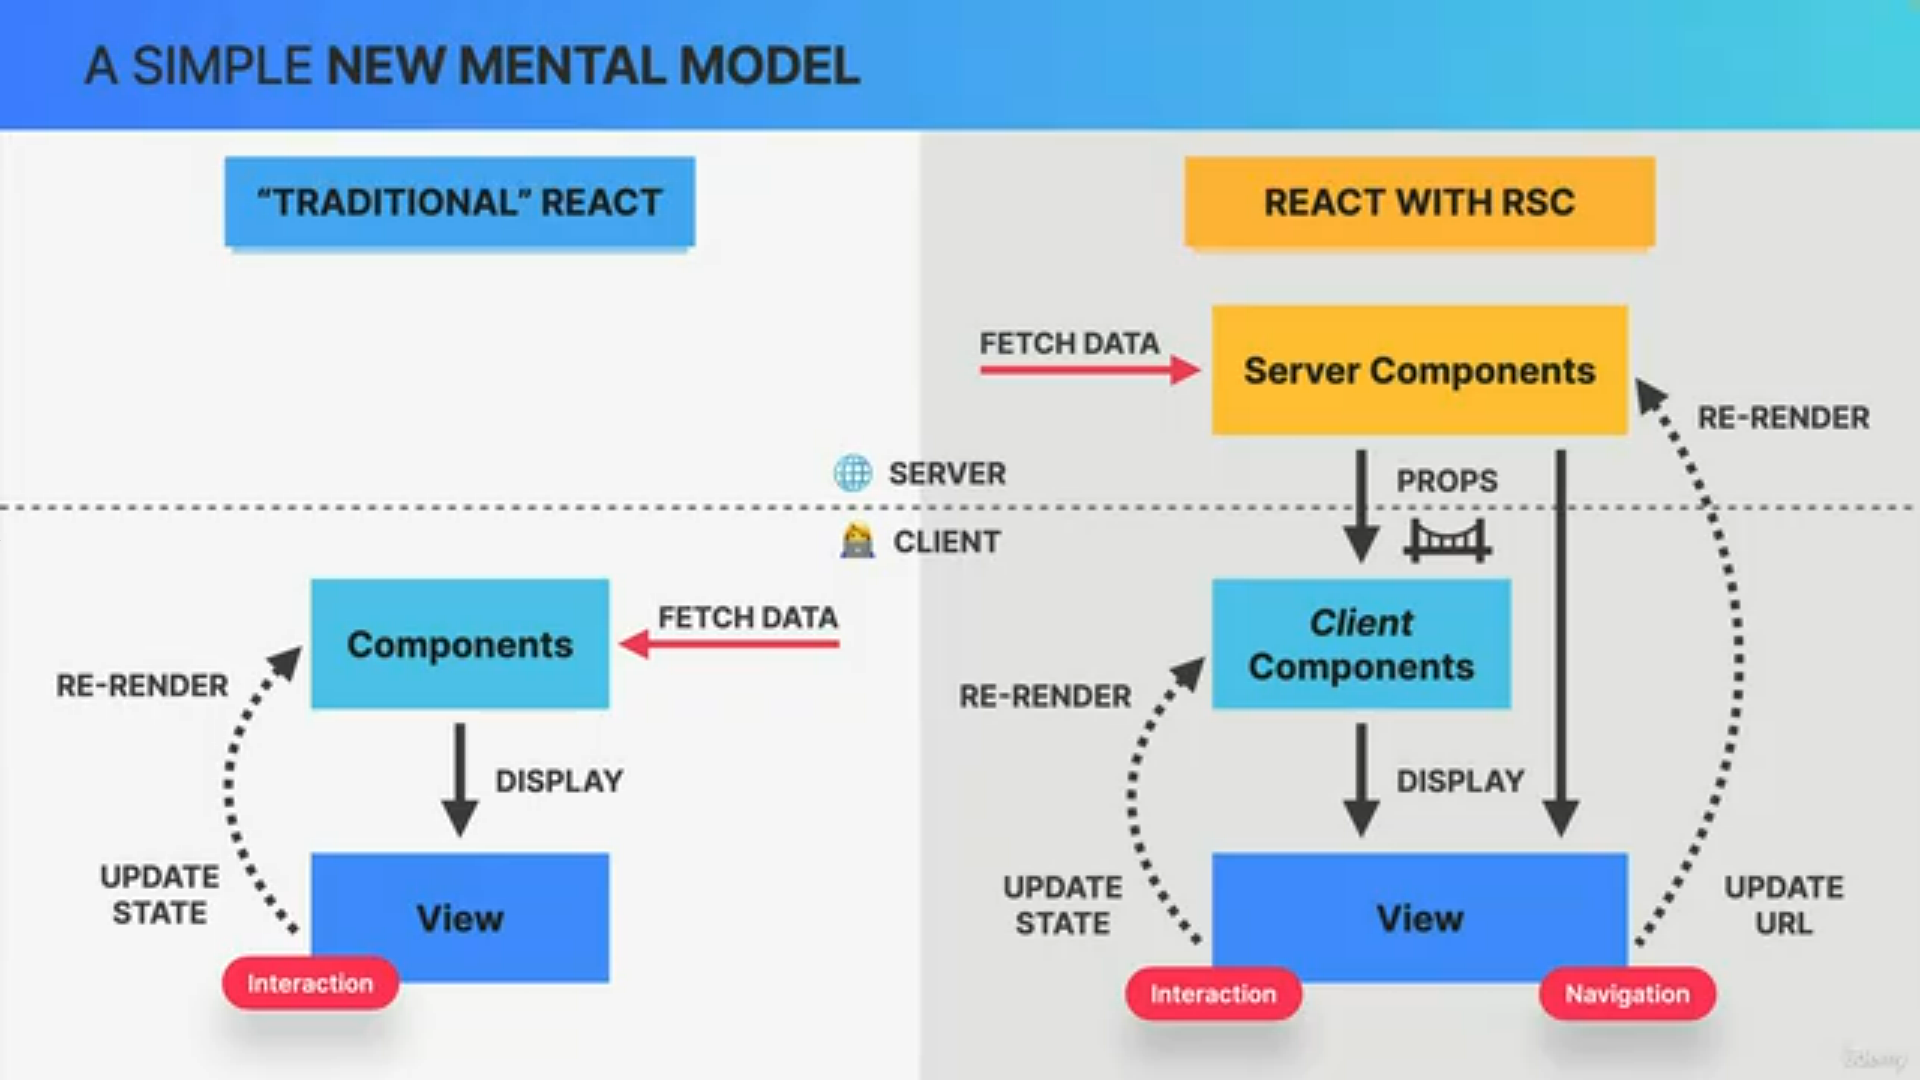 A SIMPLE NEW MENTAL MODEL
“TRADITIONAL” REACT
REACT WITH RSC
FETCH DATA
Server Components
RE-RENDER
SERVER
PROPS
CLIENT
Components
FETCH DATA
RE-RENDER
DISPLAY
UPDATE
STATE
View
Interaction
Client
Components
RE-RENDER
DISPLAY
UPDATE
STATE
View
UPDATE
URL
Interaction
Navigation